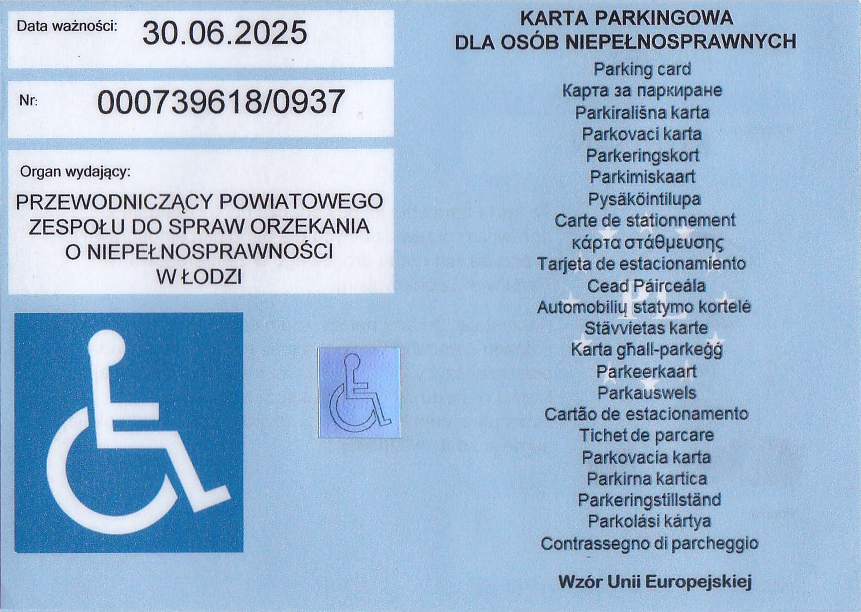 Data ważności: 30.06.2025
Nr: 000739618/0937
Organ wydający:
PRZEWODNICZĄCY POWIATOWEGO
ZESPOŁU DO SPRAW ORZEKANIA
O NIEPEŁNOSPRAWNOŚCI
W ŁODZI
KARTA PARKINGOWA
DLA OSÓB NIEPEŁNOSPRAWNYCH
Parking card
Карта за паркиране
Parkirališna karta
Parkovaci karta
Parkeringskort
Parkimiskaart
Pysäköintilupa
Carte de stationnement
κάρτα στάθμευσης
Tarjeta de estacionamiento
Cead Páirceála
Automobilių statymo kortelė
Stāvvietas karte
Karta għall-parkeġġ
Parkeerkaart
Parkausweis
Cartão de estacionamento
Tichet de parcare
Parkovacia karta
Parkirna kartica
Parkeringstillständ
Parkolási kártya
Contrassegno di parcheggio
PL
Wzór Unii Europejskiej